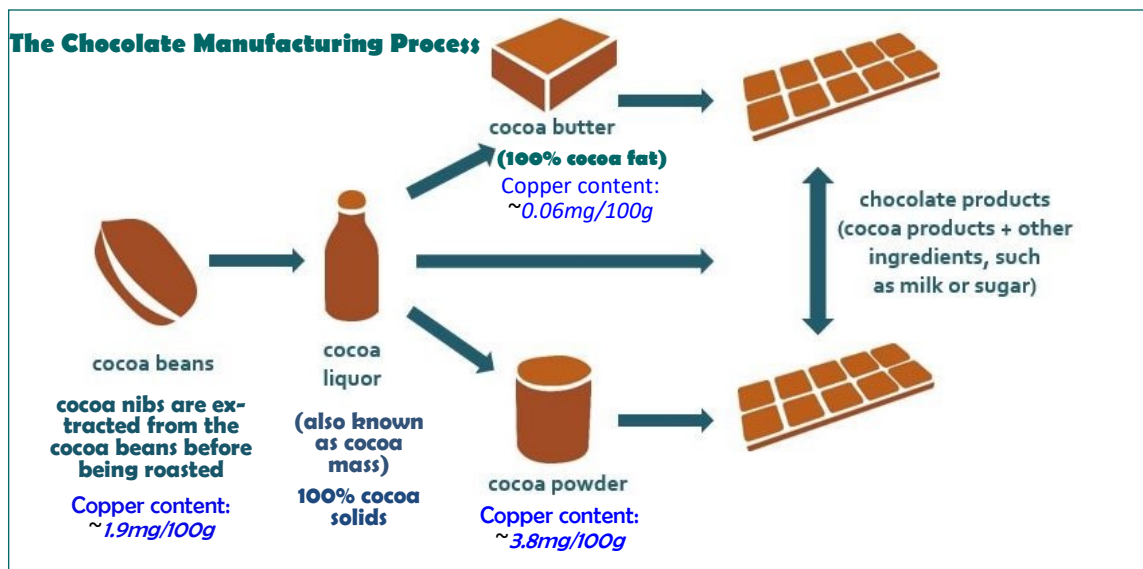 The Chocolate Manufacturing Process
cocoa butter
(100% cocoa fat)
Copper content:
~0.06mg/100g
chocolate products
(cocoa products + other
ingredients, such
as milk or sugar)
cocoa beans
cocoa nibs are ex-
tracted from the
cocoa beans before
being roasted
Copper content:
~1.9mg/100g
cocoa
liquor
(also known
as cocoa
mass)
100% cocoa
solids
cocoa powder
Copper content:
~3.8mg/100g